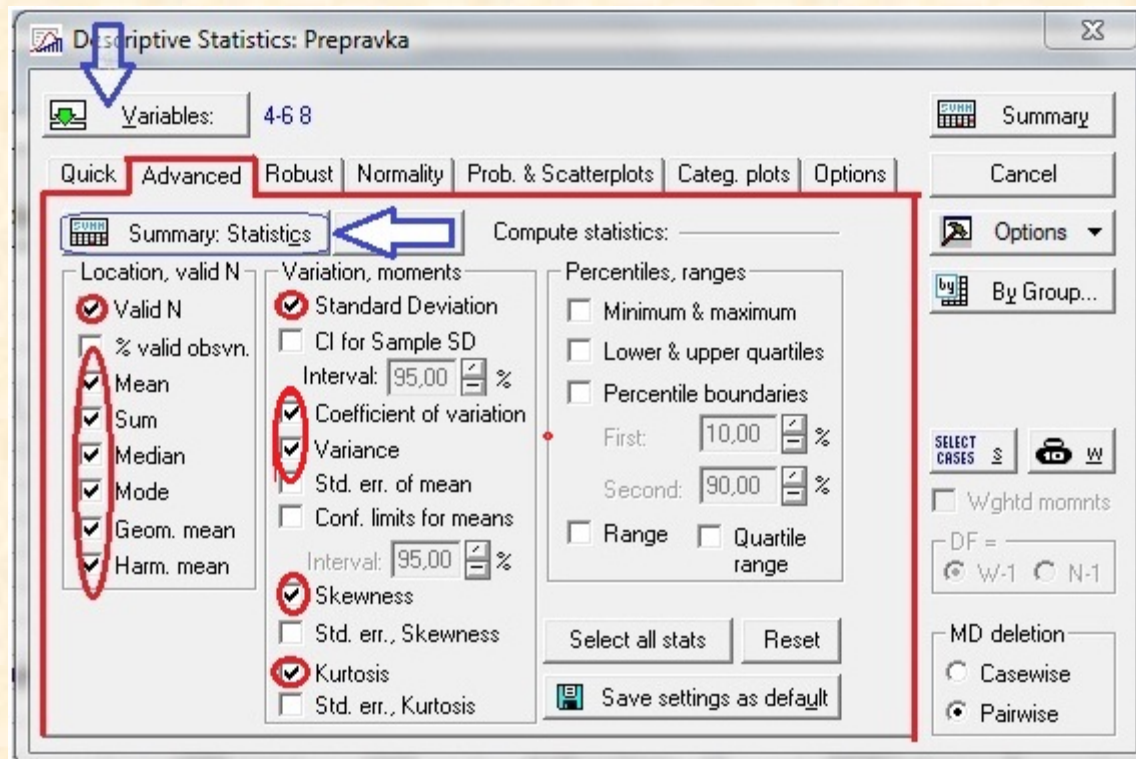 Descriptive Statistics: Prepravka
Variables: 4-6 8
Summary
Quick Advanced Robust Normality Prob. & Scatterplots Categ. plots Options
Cancel
Summary: Statistics
Compute statistics:
Options
By Group...
Location, valid N
Valid N
% valid obsvn.
Mean
Sum
Median
Mode
Geom. mean
Harm. mean
Variation, moments
Standard Deviation
CI for Sample SD
Interval: 95,00 %
Coefficient of variation
Variance
Std. err. of mean
Conf. limits for means
Interval: 95,00 %
Skewness
Std. err., Skewness
Kurtosis
Std. err., Kurtosis
Percentiles, ranges
Minimum & maximum
Lower & upper quartiles
Percentile boundaries
First: 10,00 %
Second: 90,00 %
Range
Quartile
range
Select all stats Reset
Save settings as default
SELECT
CASES S W
Wghtd momnts
DF =
W-1 N-1
MD deletion
Casewise
Pairwise